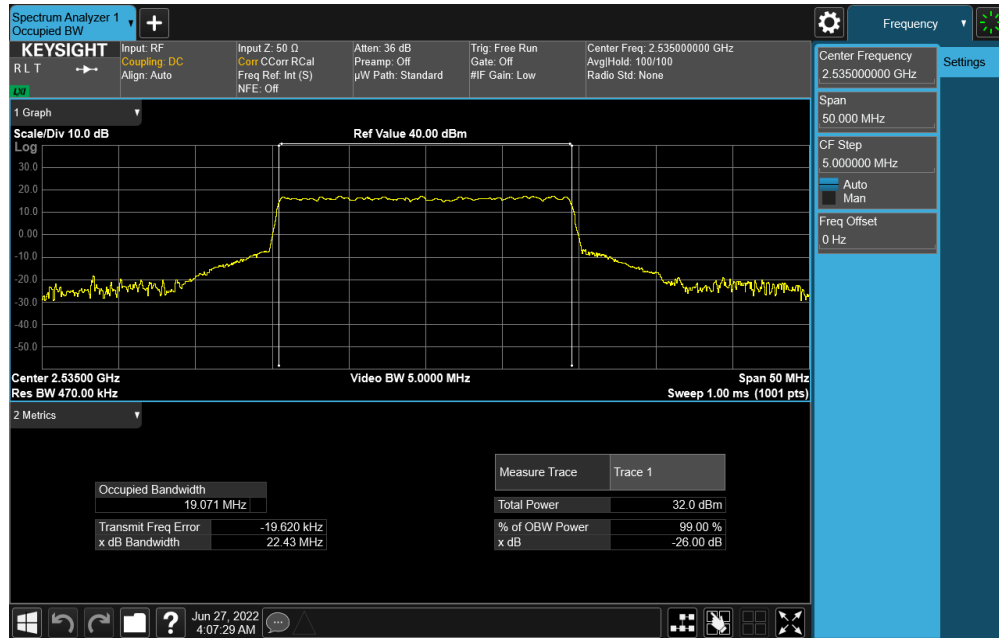 Spectrum Analyzer 1
Occupied BW
Frequency
KEYSIGHT
RLT
LXI
Input: RF
Coupling: DC
Align: Auto
Input Z: 50 Ω
Corr CCorr RCal
Freq Ref: Int (S)
NFE: Off
Atten: 36 dB
Preamp: Off
µW Path: Standard
Trig: Free Run
Gate: Off
#IF Gain: Low
Center Freq: 2.535000000 GHz
Avg|Hold: 100/100
Radio Std: None
Center Frequency
2.535000000 GHz
Settings
Span
50.000 MHz
CF Step
5.000000 MHz
Auto
Man
Freq Offset
0 Hz
1 Graph
Scale/Div 10.0 dB
Ref Value 40.00 dBm
Log
30.0
20.0
10.0
0.00
-10.0
-20.0
-30.0
-40.0
-50.0
Center 2.53500 GHz
Video BW 5.0000 MHz
Span 50 MHz
Res BW 470.00 kHz
Sweep 1.00 ms (1001 pts)
2 Metrics
Occupied Bandwidth
19.071 MHz
Transmit Freq Error -19.620 kHz
x dB Bandwidth 22.43 MHz
Measure Trace Trace 1
Total Power 32.0 dBm
% of OBW Power 99.00 %
x dB -26.00 dB
Jun 27, 2022
4:07:29 AM